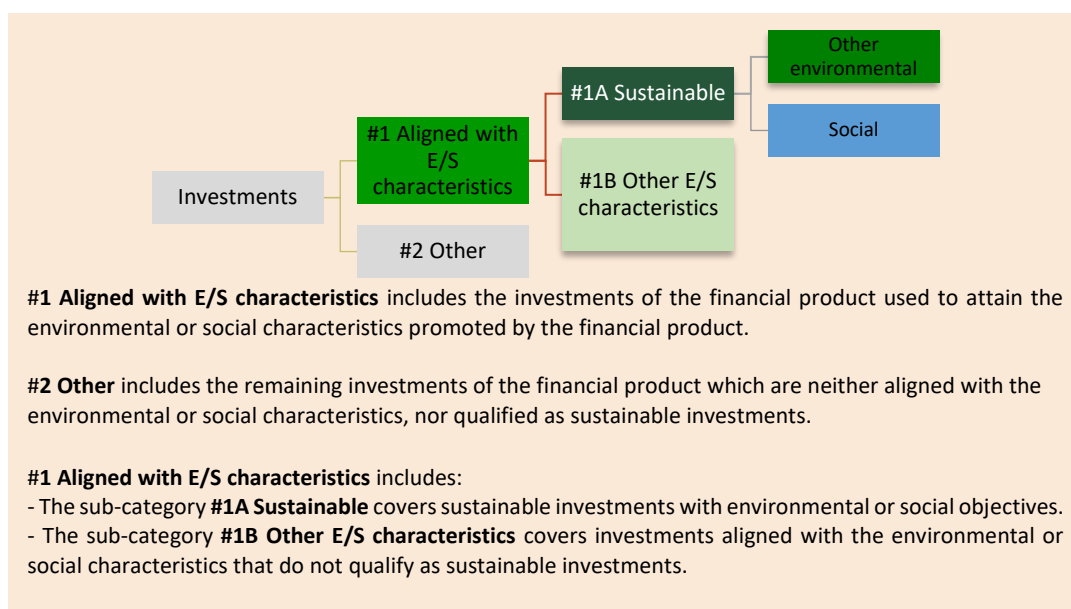 Other
environmental
#1A Sustainable
Social
#1 Aligned with
E/S
characteristics
#1B Other E/S
characteristics
Investments
#2 Other
#1 Aligned with E/S characteristics includes the investments of the financial product used to attain the
environmental or social characteristics promoted by the financial product.
#2 Other includes the remaining investments of the financial product which are neither aligned with the
environmental or social characteristics, nor qualified as sustainable investments.
#1 Aligned with E/S characteristics includes:
- The sub-category #1A Sustainable covers sustainable investments with environmental or social objectives.
- The sub-category #1B Other E/S characteristics covers investments aligned with the environmental or
social characteristics that do not qualify as sustainable investments.